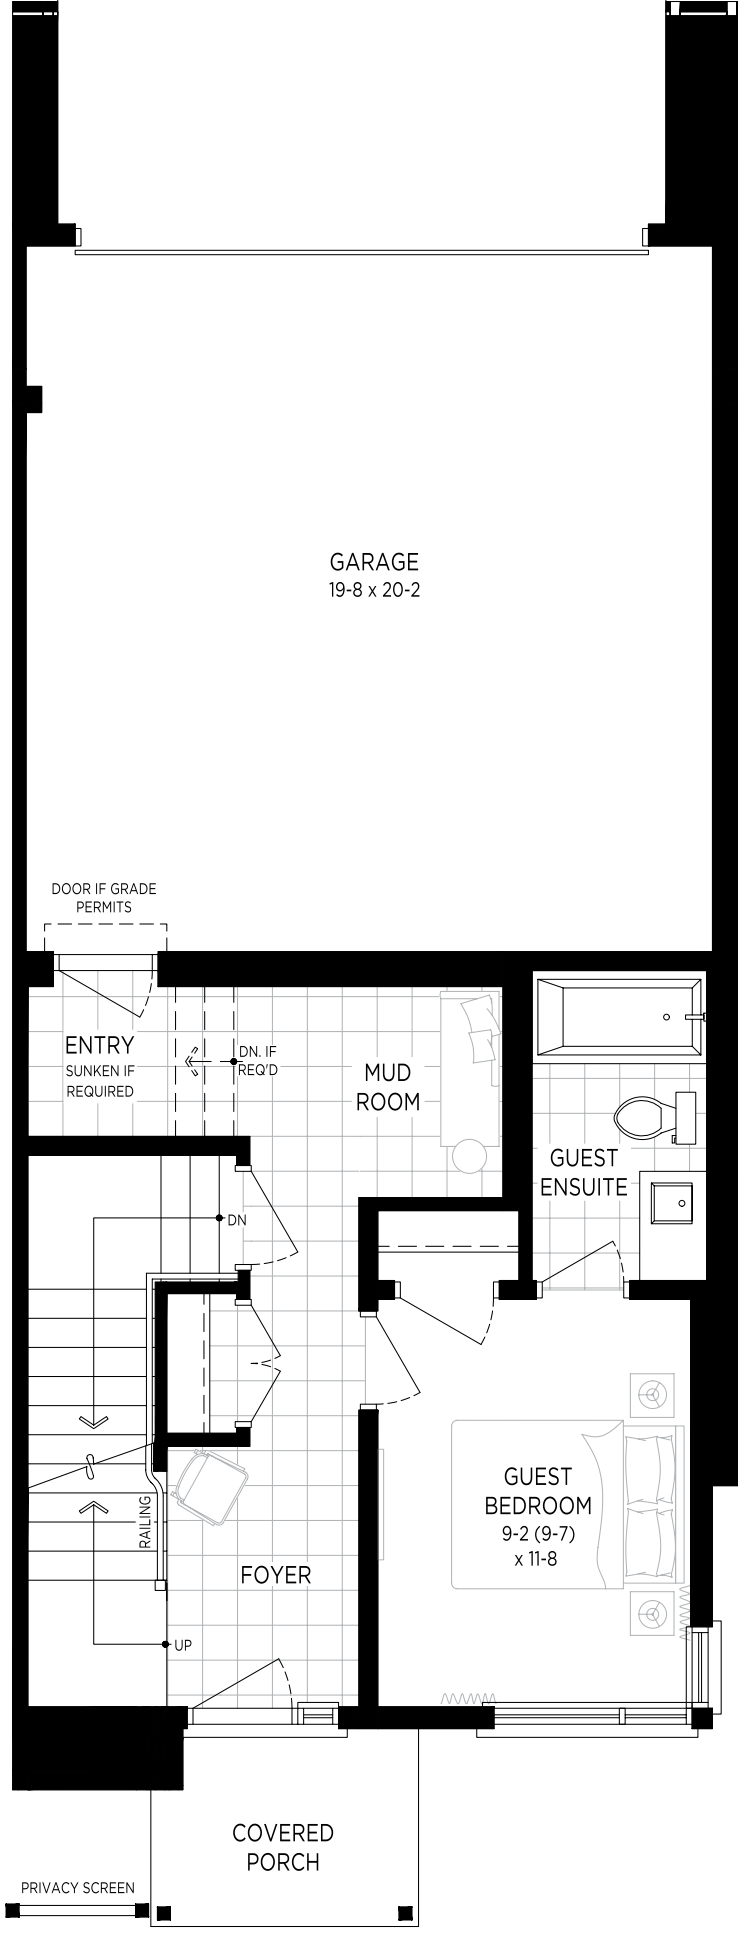 GARAGE
19-8 x 20-2
DOOR IF GRADE
PERMITS
ENTRY
SUNKEN IF
REQUIRED
DN. IF
REQ'D
MUD
ROOM
GUEST
ENSUITE
DN
GUEST
BEDROOM
9-2 (9-7)
x 11-8
RAILING
FOYER
UP
COVERED
PORCH
PRIVACY SCREEN